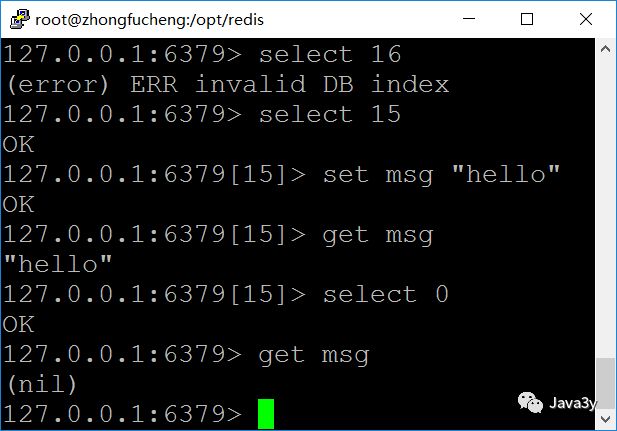 root@zhongfucheng:/opt/redis
127.0.0.1:6379> select 16
(error) ERR invalid DB index
127.0.0.1:6379> select 15
OK
127.0.0.1:6379[15]> set msg "hello"
OK
127.0.0.1:6379[15]> get msg
"hello"
127.0.0.1:6379[15]> select 0
OK
127.0.0.1:6379> get msg
(nil)
127.0.0.1:6379>
Java3y